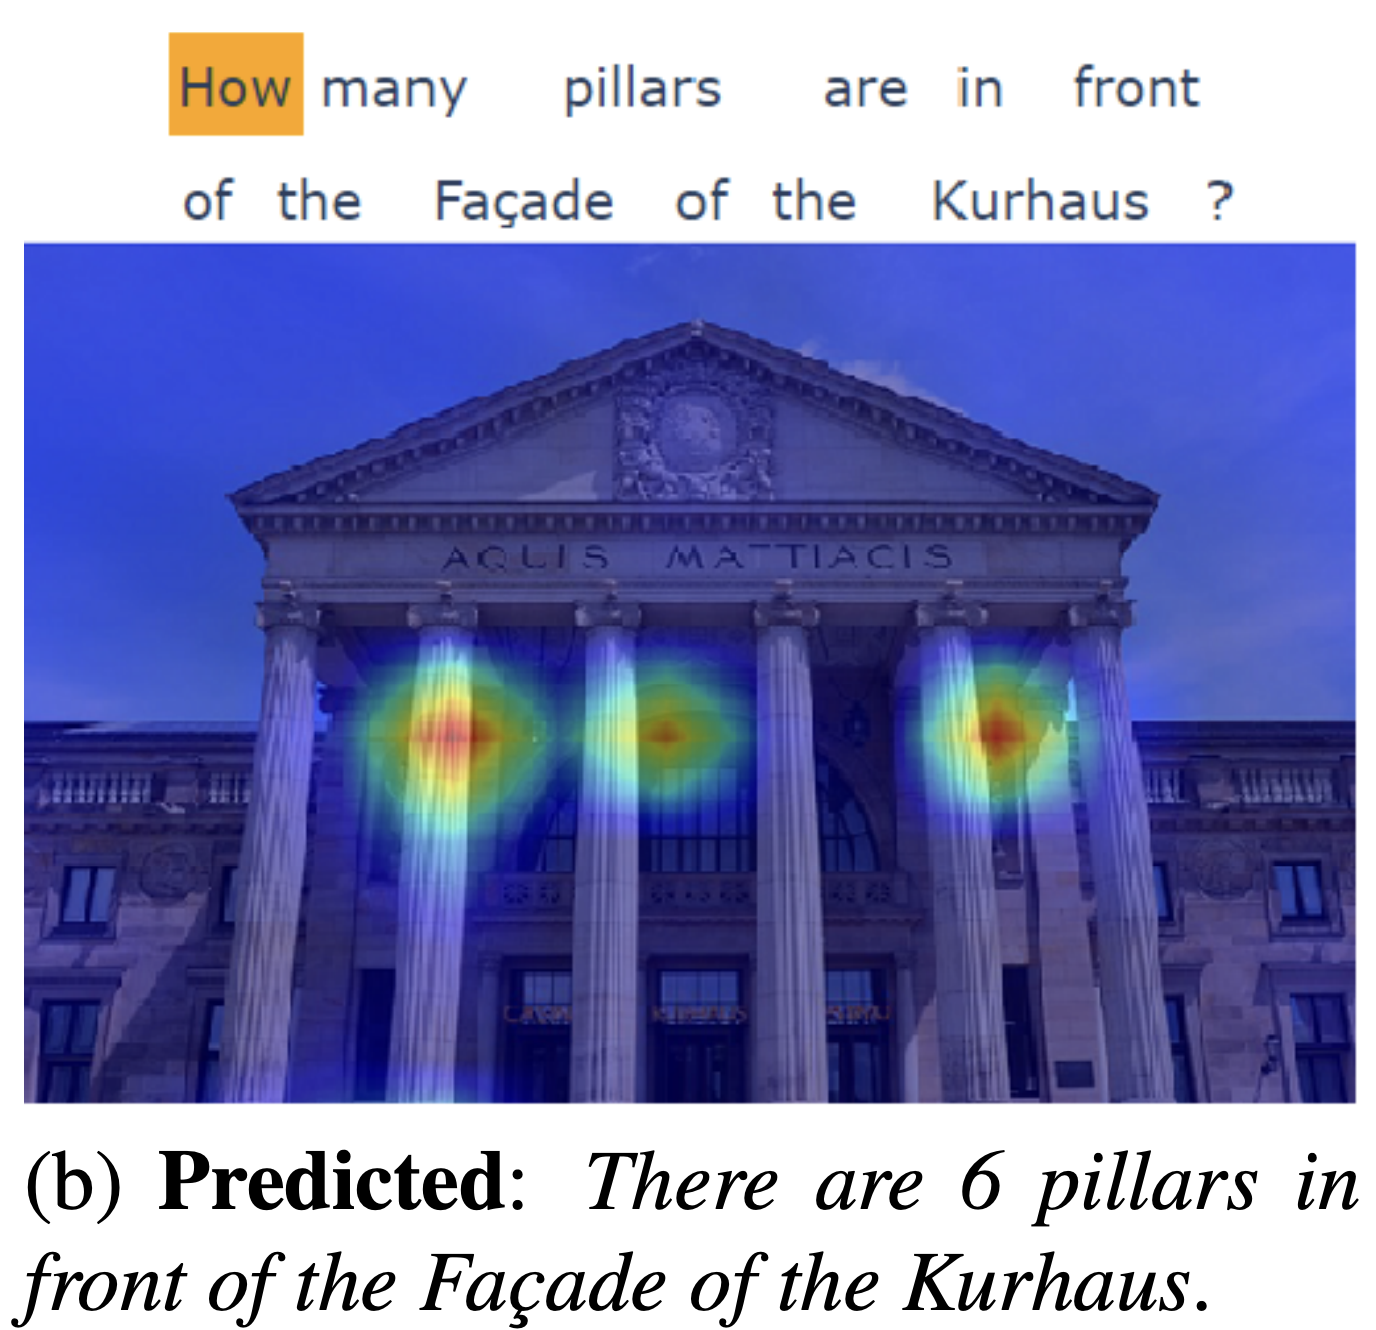 How many pillars are in front
of the Façade of the Kurhaus ?
AQUIS MATTIACIS
KURHAUS
(b) Predicted: There are 6 pillars in
front of the Façade of the Kurhaus.